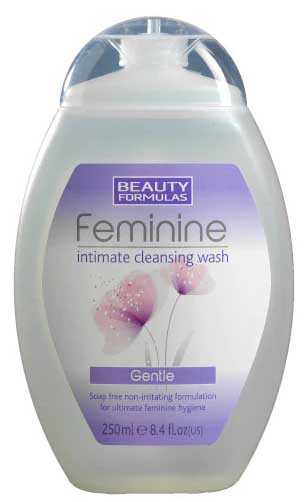 BEAUTY
FORMULAS
Feminine
intimate cleansing wash
Gentle
Soap free non-irritating formulation
for ultimate feminine hygiene
250ml ℮ 8.4 fl.oz(US)